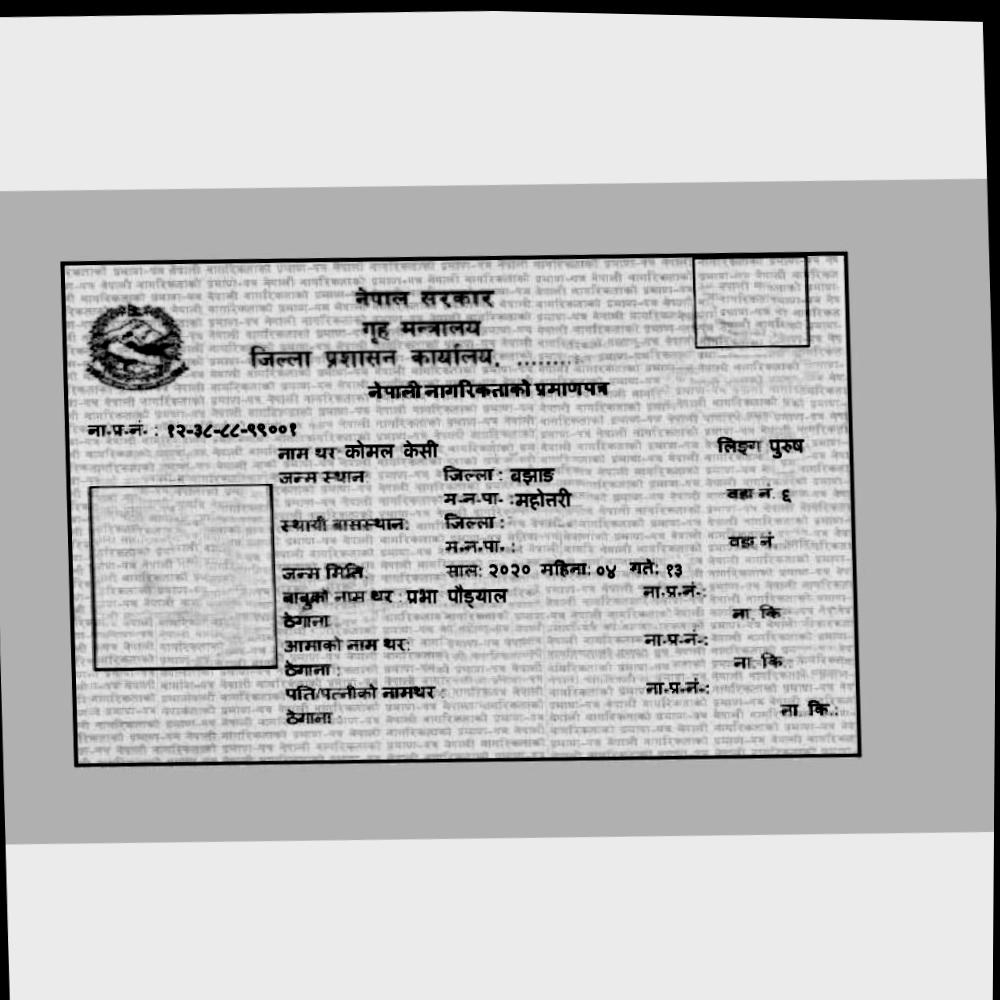 नेपाल सरकार
गृह मन्त्रालय
जिल्ला प्रशासन कार्यालय, .........
नेपाली नागरिकताको प्रमाणपत्र
ना.प्र.नं. : १२-३८-८८-९९००१
नाम थर कोमल केसी लिङ्ग पुरुष
जन्म स्थान: जिल्ला : बझाङ
म.न.पा. : महोतरी वडा नं. ६
स्थायी बासस्थान: जिल्ला :
म.न.पा. : वडा नं.
जन्म मिति: साल: २०२० महिना: ०४ गते: १३
बाबुको नाम थर : प्रभा पौड्याल ना.प्र.नं.:
ठेगाना : ना. कि.:
आमाको नाम थर: ना.प्र.नं.:
ठेगाना : ना. कि.:
पति/पत्नीको नामथर : ना.प्र.नं.:
ठेगाना : ना. कि.: